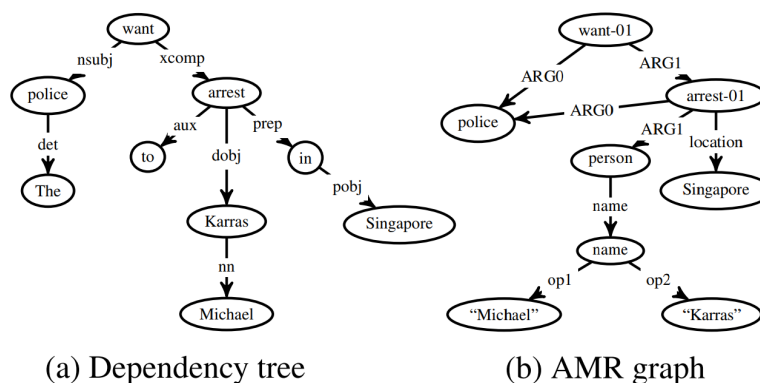 want
want-01
nsubj
xcomp
ARG0
ARG1
police
arrest
arrest-01
police
ARG0
det
aux
dobj
prep
ARG1
location
The
to
in
person
Singapore
pobj
name
Karras
Singapore
name
nn
op1
op2
Michael
“Michael”
“Karras”
(a) Dependency tree
(b) AMR graph